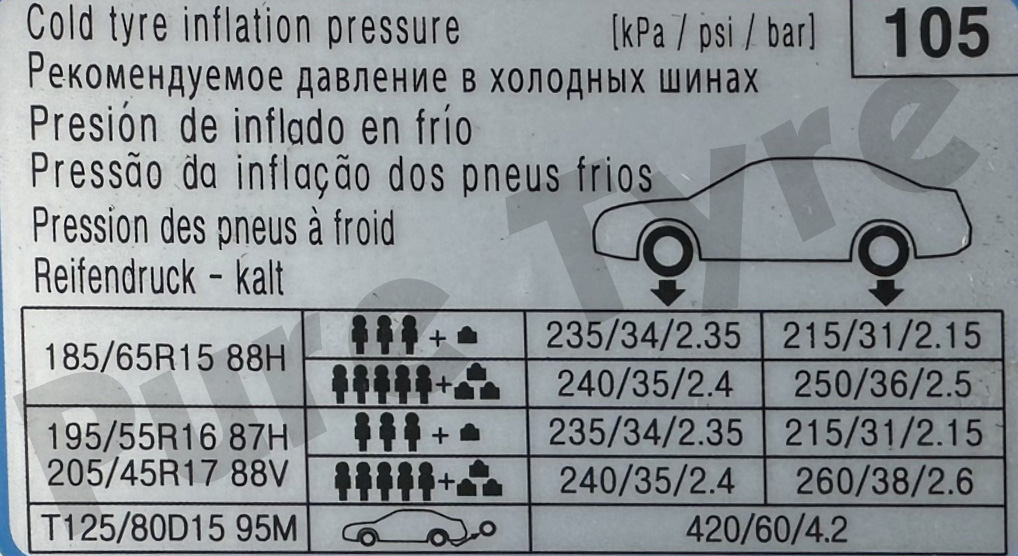 Cold tyre inflation pressure [kPa / psi / bar] 105
Рекомендуемое давление в холодных шинах
Presión de inflado en frío
Pressão da inflação dos pneus frios
Pression des pneus à froid
Reifendruck - kalt
185/65R15 88H + 235/34/2.35 215/31/2.15
+ 240/35/2.4 250/36/2.5
195/55R16 87H + 235/34/2.35 215/31/2.15
205/45R17 88V + 240/35/2.4 260/38/2.6
T125/80D15 95M 420/60/4.2
Pure Tyre